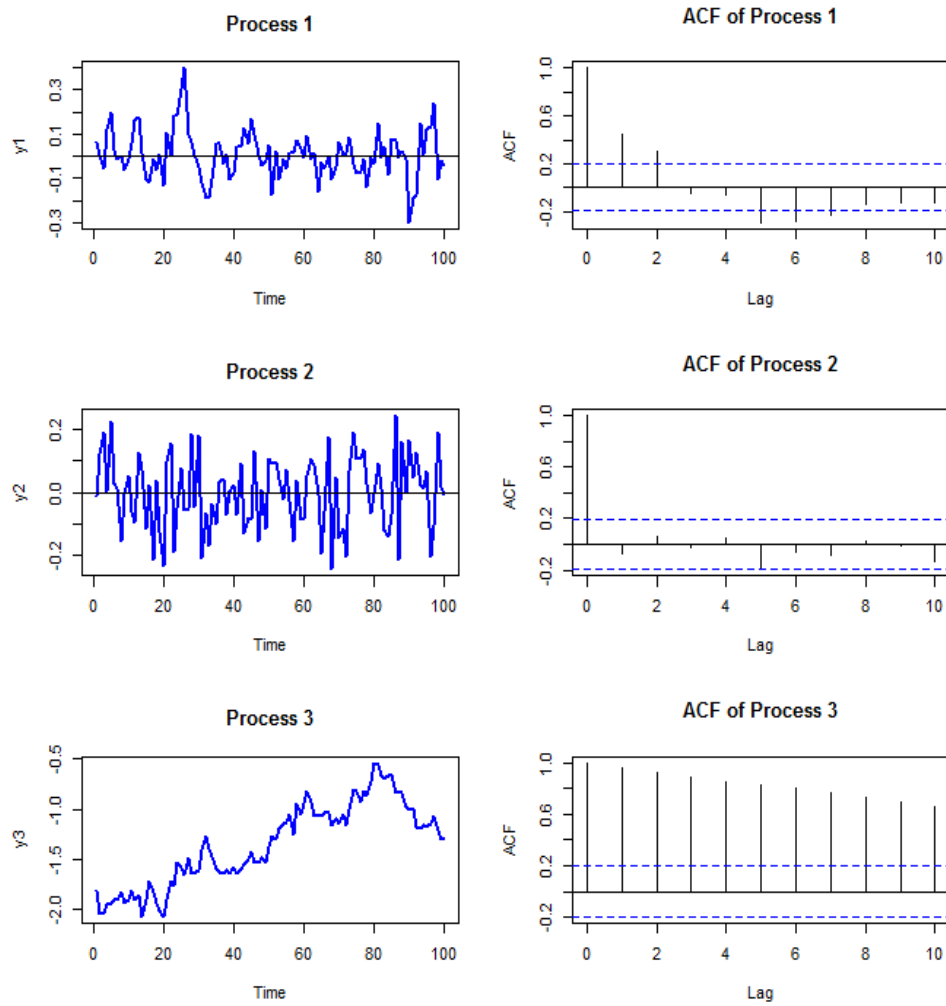 Process 1
ACF of Process 1
y1
-0.3 -0.1 0.1 0.3
0 20 40 60 80 100
Time
ACF
-0.2 0.2 0.6 1.0
0 2 4 6 8 10
Lag
Process 2
ACF of Process 2
y2
-0.2 0.0 0.2
0 20 40 60 80 100
Time
ACF
-0.2 0.2 0.6 1.0
0 2 4 6 8 10
Lag
Process 3
ACF of Process 3
y3
-2.0 -1.5 -1.0 -0.5
0 20 40 60 80 100
Time
ACF
-0.2 0.2 0.6 1.0
0 2 4 6 8 10
Lag